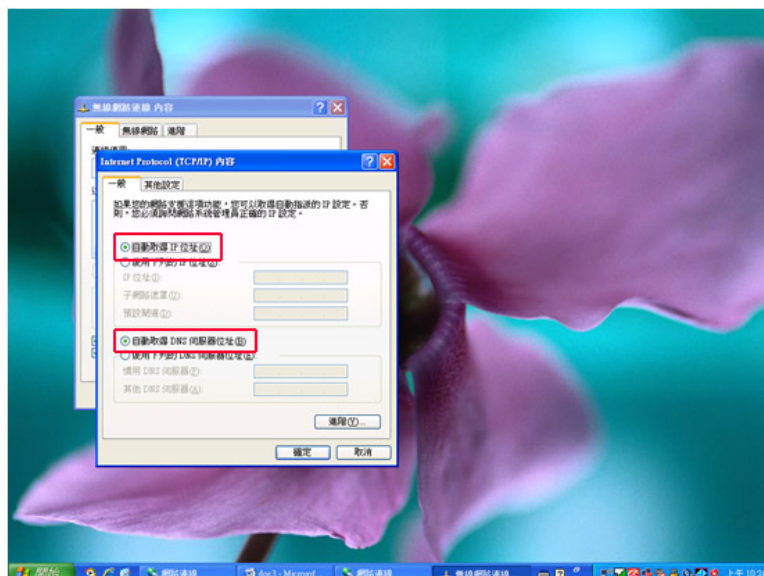 無線網路連線 內容
一般 無線網路 進階
Internet Protocol (TCP/IP) 內容
一般 其他設定
如果您的網路支援這項功能，您可以取得自動指派的 IP 設定。否
則，您必須詢問網路系統管理員正確的 IP 設定。
自動取得 IP 位址(O)
使用下列的 IP 位址(S):
IP 位址(I):
子網路遮罩(U):
預設閘道(D):
自動取得 DNS 伺服器位址(B)
使用下列的 DNS 伺服器位址(E):
慣用 DNS 伺服器(P):
其他 DNS 伺服器(A):
進階(V)...
確定 取消
開始 網路連線 doc3 - Microsof... 網路連線 無線網路連線 上午 10:26